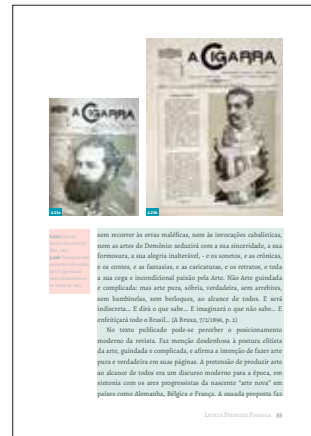 A CIGARRA
A CIGARRA
sem recorrer às ervas maléficas, nem às invocações cabalísticas,
nem as artes do Demônio: seduzirá com a sua sinceridade, a sua
formosura, a sua alegria inalterável, - e os sonetos, e as crônicas,
e os contos, e as fantasias, e as caricaturas, e os retratos, e toda
a sua cega e incondicional paixão pela Arte. Não Arte guindada
e complicada: mas arte pura, sóbria, verdadeira, sem arrebites,
sem bambinelas, sem berloques, ao alcance de todos. E será
indiscreta... E dirá o que sabe... E imaginará o que não sabe... E
enfeitiçará todo o Brasil... (A Bruxa, 7/2/1896, p. 2)
No texto publicado pode-se perceber o posicionamento
moderno da revista. Faz menção desdenhosa à postura elitista
da arte, guindada e complicada, e afirma a intenção de fazer arte
pura e verdadeira em suas páginas. A pretensão de produzir arte
ao alcance de todos era um discurso moderno para a época, em
sintonia com os ares progressistas da nascente "arte nova" em
países como Alemanha, Bélgica e França. A ousada proposta faz
Letícia Pedruzzi Fonseca